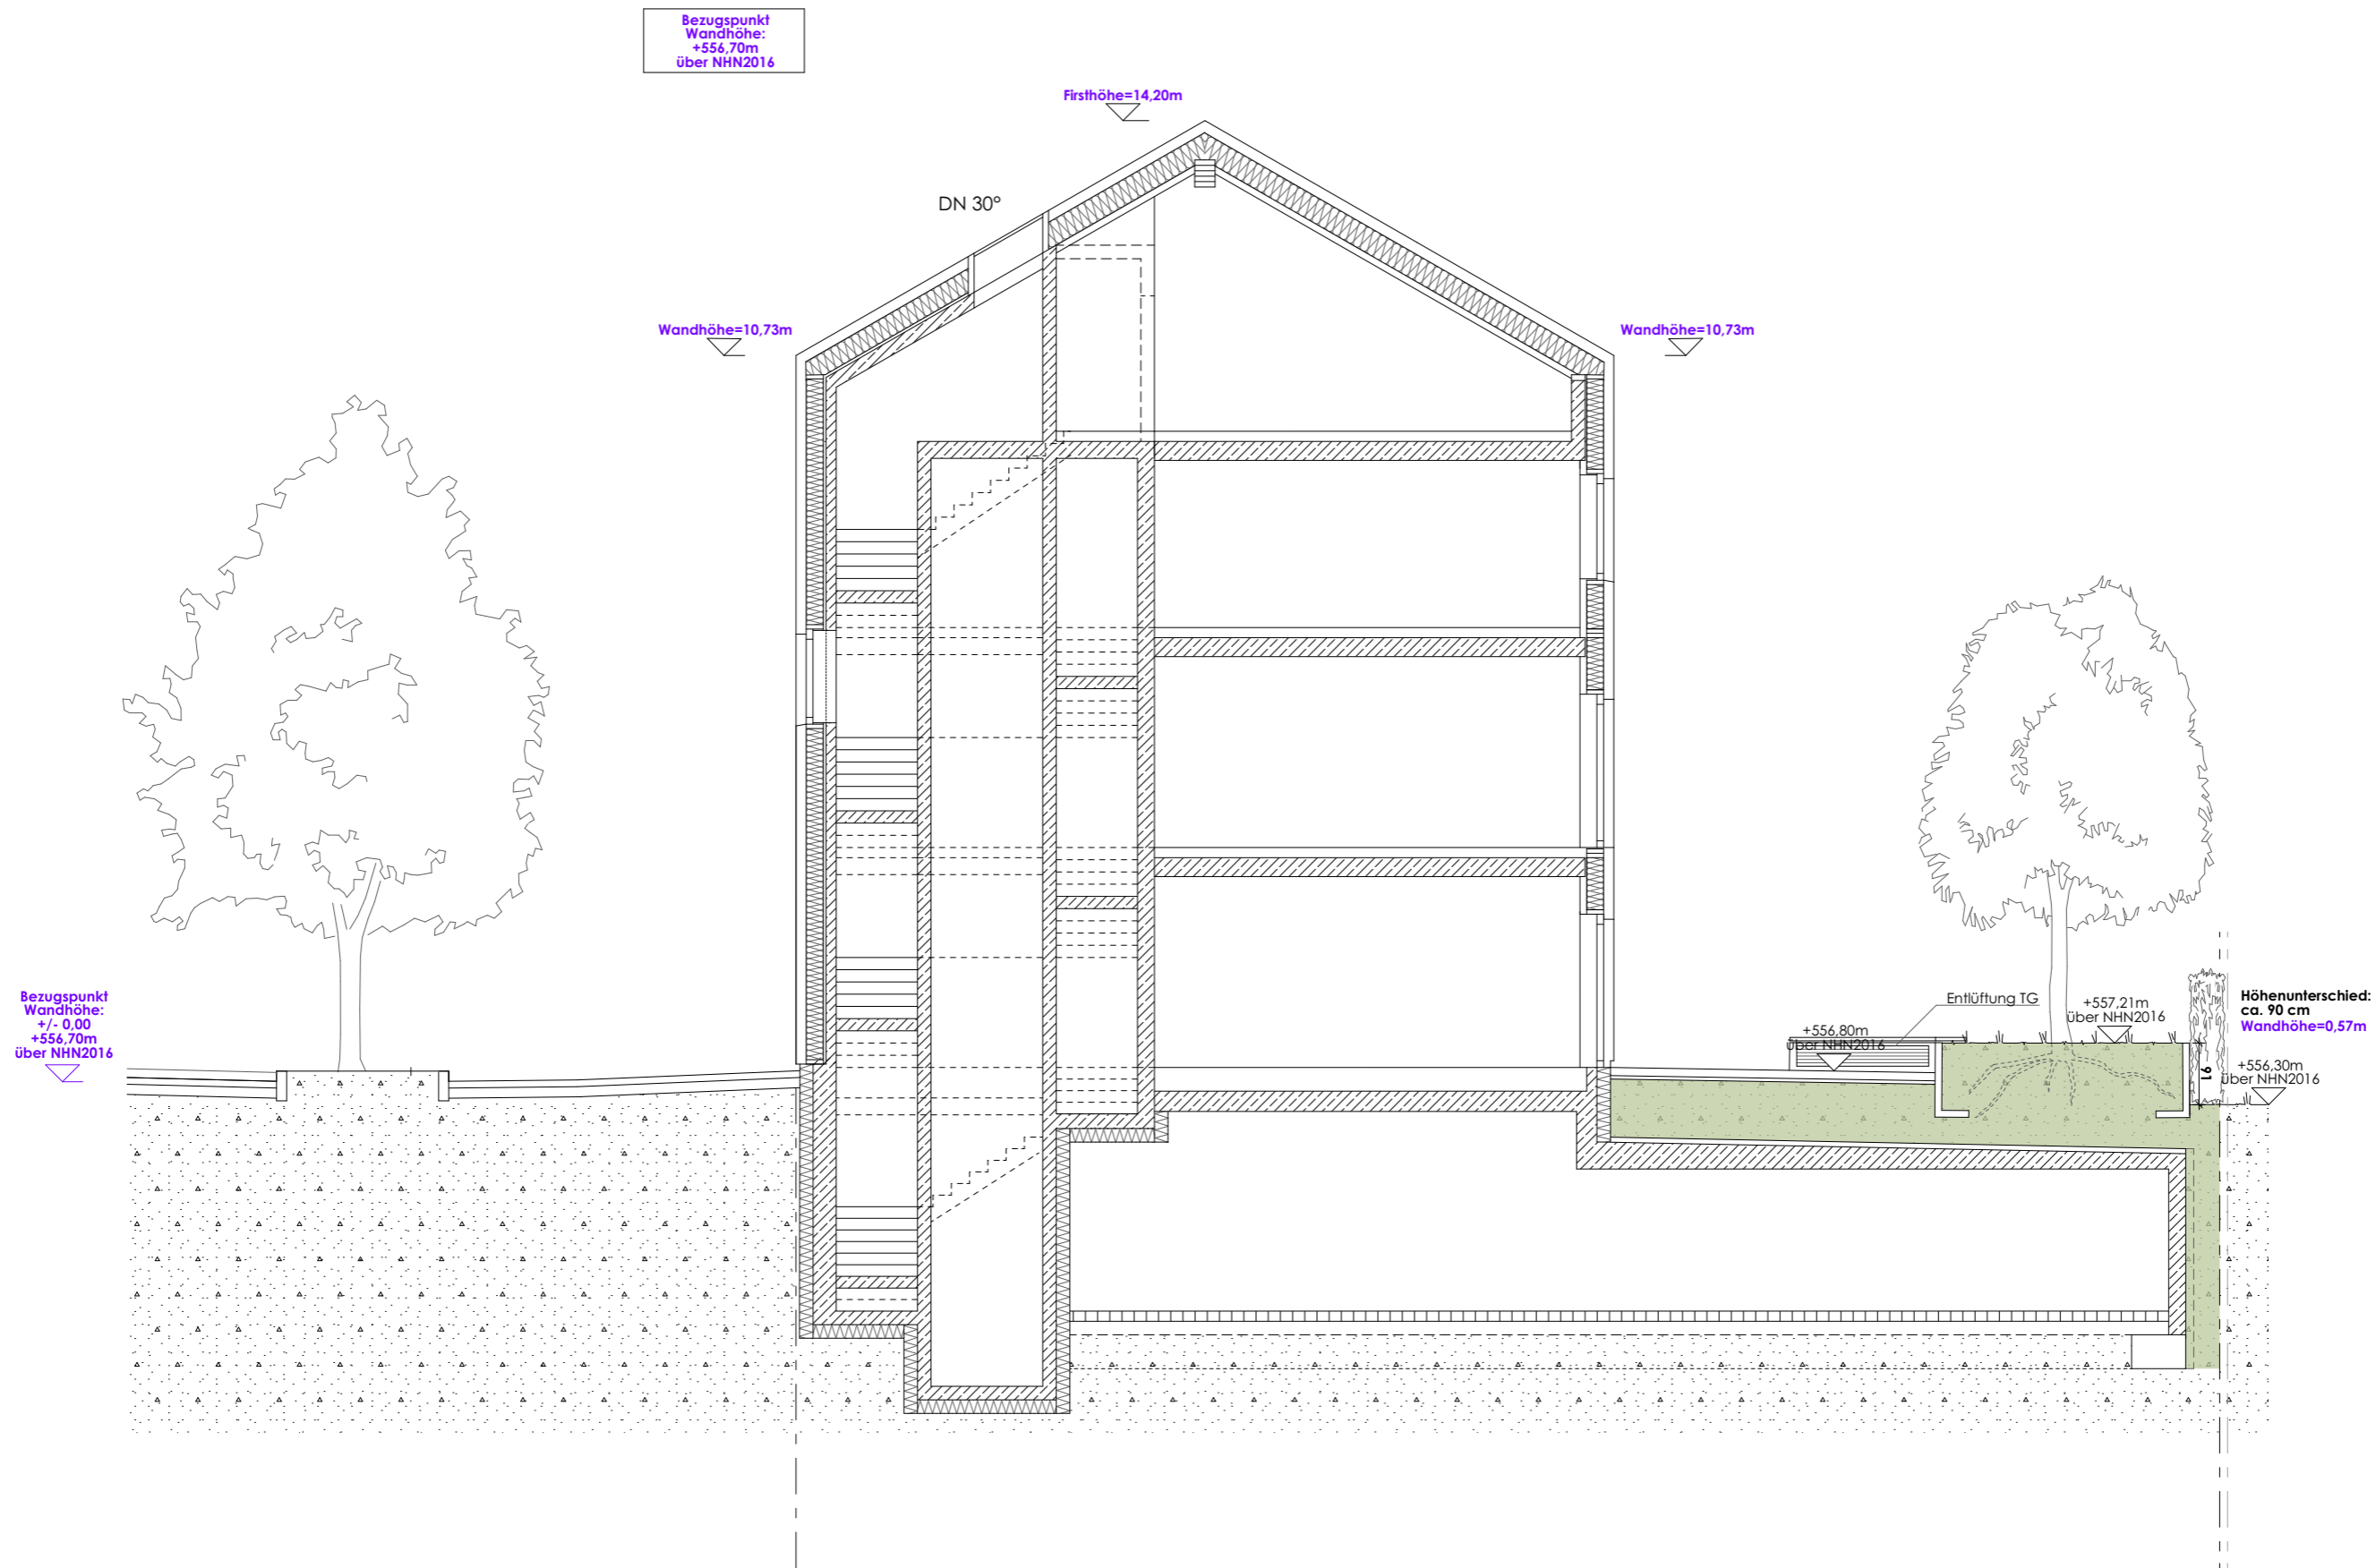 Bezugspunkt
Wandhöhe:
+556,70m
über NHN2016
Firsthöhe=14,20m
DN 30°
Wandhöhe=10,73m
Wandhöhe=10,73m
Bezugspunkt
Wandhöhe:
+/- 0,00
+556,70m
über NHN2016
Entlüftung TG
+556,80m
über NHN2016
+557,21m
über NHN2016
Höhenunterschied:
ca. 90 cm
Wandhöhe=0,57m
91
+556,30m
über NHN2016